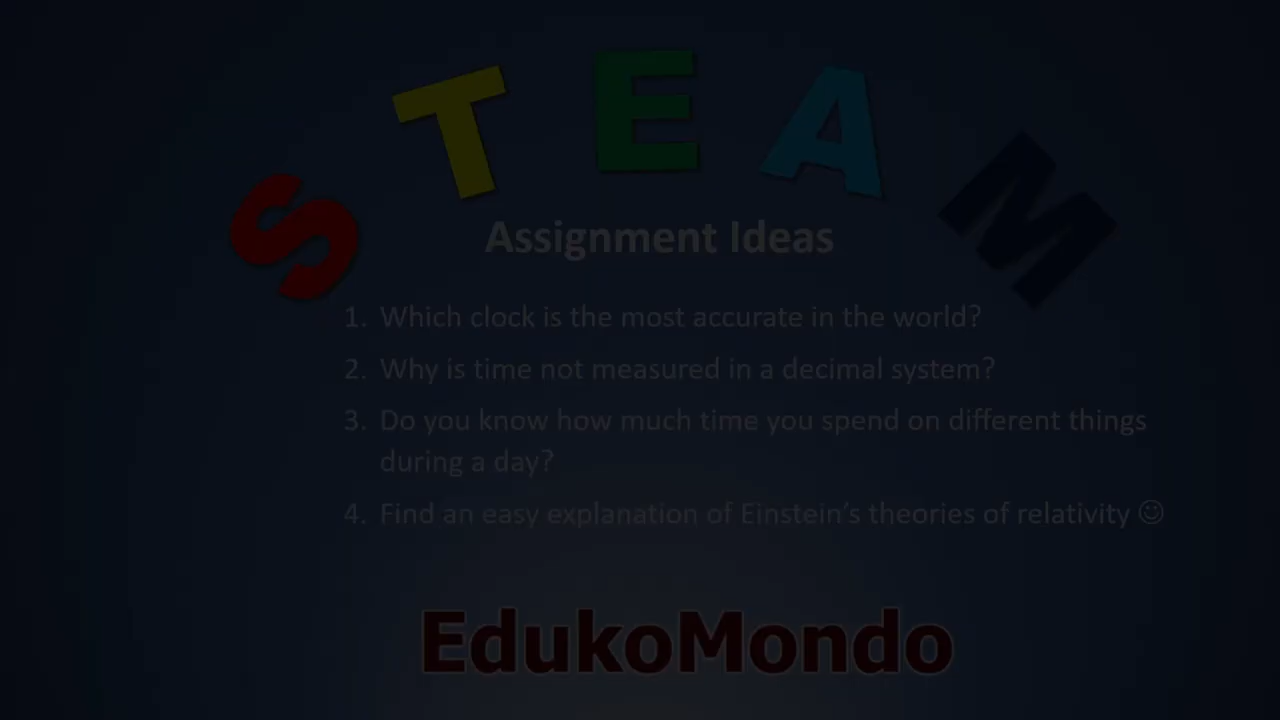 STEAM
Assignment Ideas
1. Which clock is the most accurate in the world?
2. Why is time not measured in a decimal system?
3. Do you know how much time you spend on different things
during a day?
4. Find an easy explanation of Einstein's theories of relativity ☺
EdukoMondo